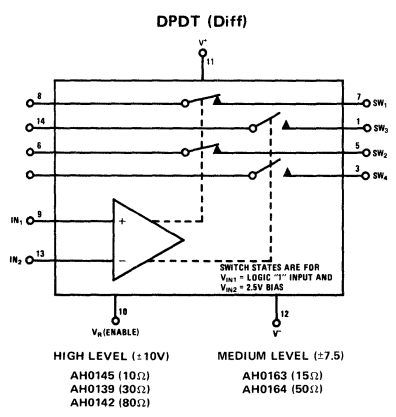 DPDT (Diff)
V+
11
8
7 SW1
14
1 SW3
6
5 SW2
3 SW4
IN1 9
+
IN2 13
−
SWITCH STATES ARE FOR
VIN1 = LOGIC "1" INPUT AND
VIN2 = 2.5V BIAS
10
12
VR(ENABLE)
V−
HIGH LEVEL (±10V)
MEDIUM LEVEL (±7.5)
AH0145 (10Ω)
AH0163 (15Ω)
AH0139 (30Ω)
AH0164 (50Ω)
AH0142 (80Ω)